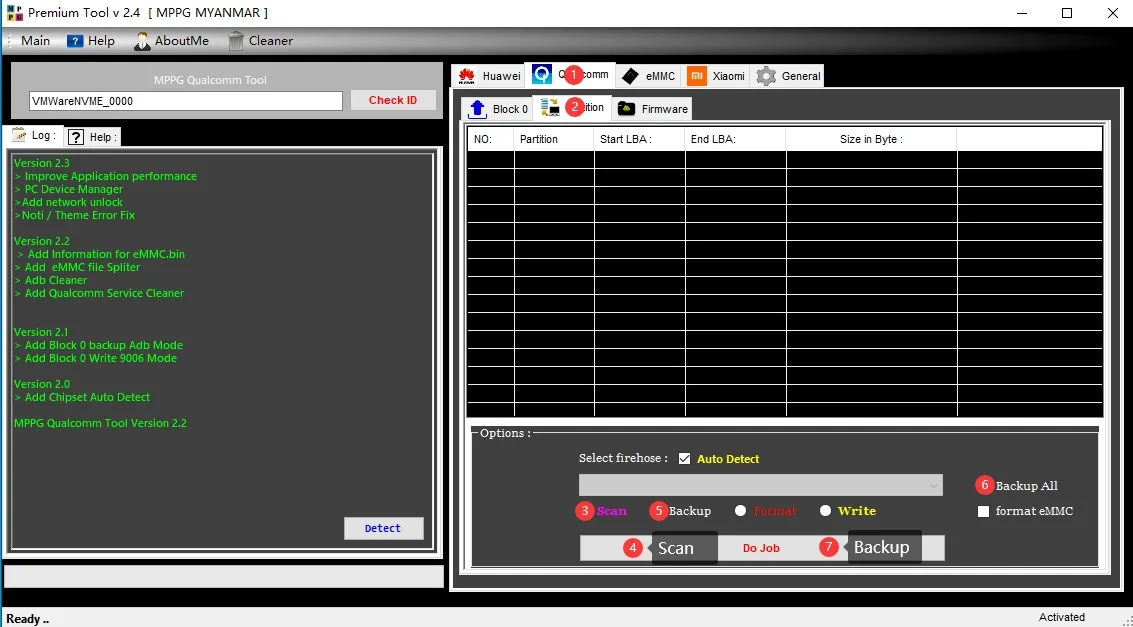 Premium Tool v 2.4 [ MPPG MYANMAR ]
Main Help AboutMe Cleaner
MPPG Qualcomm Tool
VMWareNVME_0000 Check ID
Log : Help :
Version 2.3
> Improve Application performance
> PC Device Manager
>Add network unlock
>Noti / Theme Error Fix
Version 2.2
> Add Information for eMMC.bin
> Add eMMC file Spliter
> Adb Cleaner
> Add Qualcomm Service Cleaner
Version 2.1
> Add Block 0 backup Adb Mode
> Add Block 0 Write 9006 Mode
Version 2.0
> Add Chipset Auto Detect
MPPG Qualcomm Tool Version 2.2
Detect
Huawei 1 eMMC Xiaomi General
Block 0 2 Firmware
NO: Partition Start LBA : End LBA: Size in Byte :
Options :
Select firehose : Auto Detect
6 Backup All
3 Scan 5 Backup Format Write
format eMMC
4 Scan Do Job 7 Backup
Ready ..
Activated